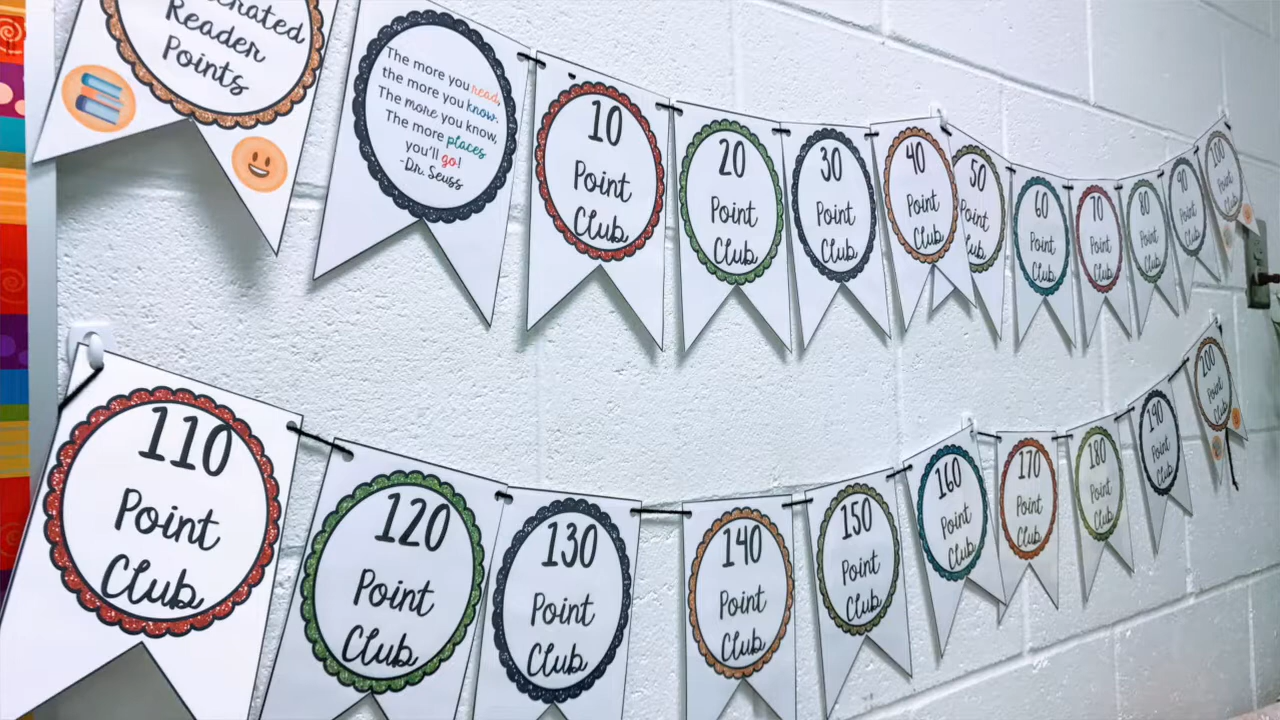 Reader
Points
The more you read,
the more you know.
The more you know,
The more places
you'll go!
-Dr. Seuss
10
Point
Club
20
Point
Club
30
Point
Club
40
Point
Club
50
Point
Club
60
Point
Club
70
Point
Club
80
Point
Club
90
Point
Club
100
Point
Club
110
Point
Club
120
Point
Club
130
Point
Club
140
Point
Club
150
Point
Club
160
Point
Club
170
Point
Club
180
Point
Club
190
Point
Club
200
Point
Club